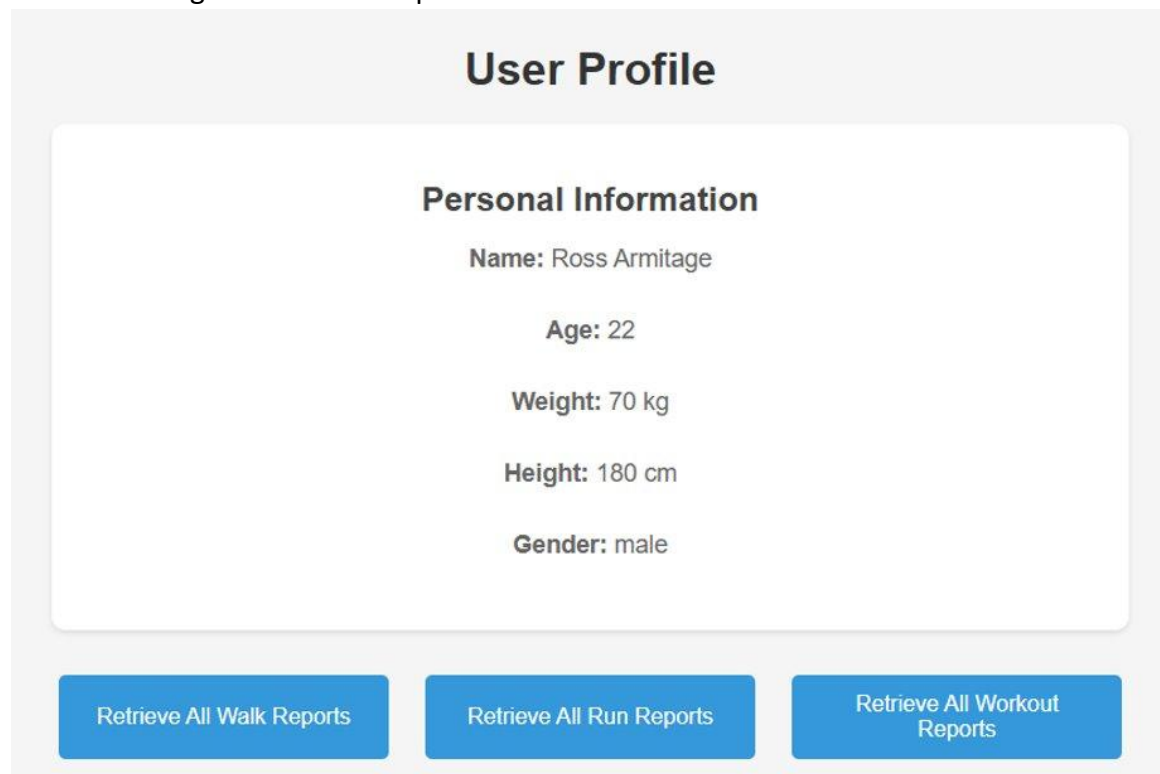 User Profile
Personal Information
Name: Ross Armitage
Age: 22
Weight: 70 kg
Height: 180 cm
Gender: male
Retrieve All Walk Reports
Retrieve All Run Reports
Retrieve All Workout
Reports